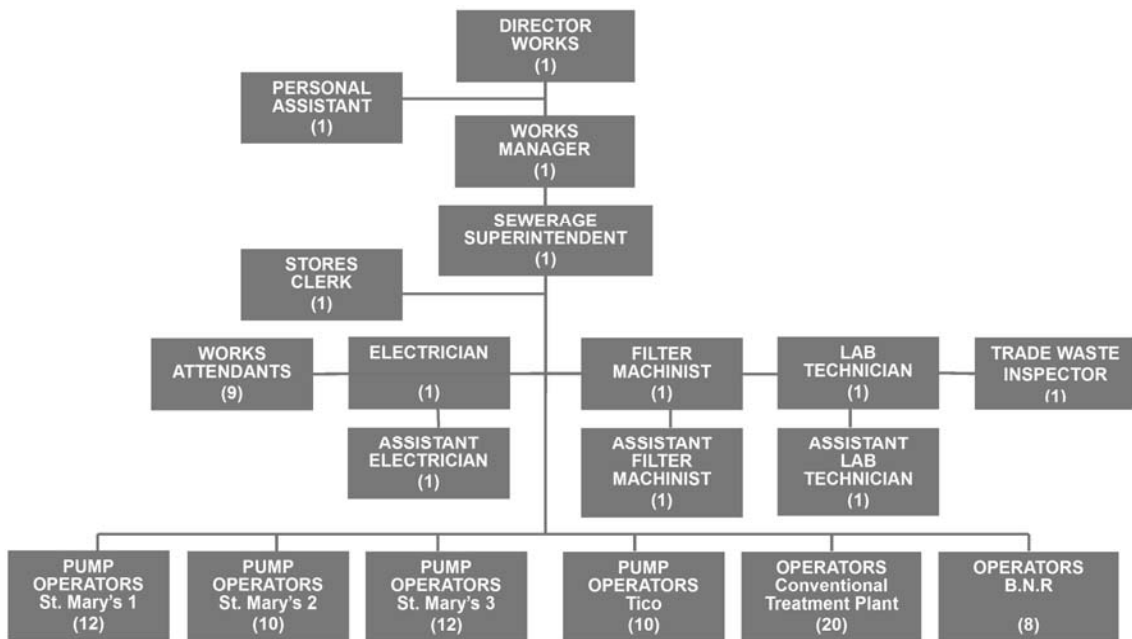 DIRECTOR
WORKS
(1)
PERSONAL
ASSISTANT
(1)
WORKS
MANAGER
(1)
SEWERAGE
SUPERINTENDENT
(1)
STORES
CLERK
(1)
WORKS
ATTENDANTS
(9)
ELECTRICIAN
(1)
FILTER
MACHINIST
(1)
LAB
TECHNICIAN
(1)
TRADE WASTE
INSPECTOR
(1)
ASSISTANT
ELECTRICIAN
(1)
ASSISTANT
FILTER
MACHINIST
(1)
ASSISTANT
LAB
TECHNICIAN
(1)
PUMP
OPERATORS
St. Mary's 1
(12)
PUMP
OPERATORS
St. Mary's 2
(10)
PUMP
OPERATORS
St. Mary's 3
(12)
PUMP
OPERATORS
Tico
(10)
OPERATORS
Conventional
Treatment Plant
(20)
OPERATORS
B.N.R
(8)